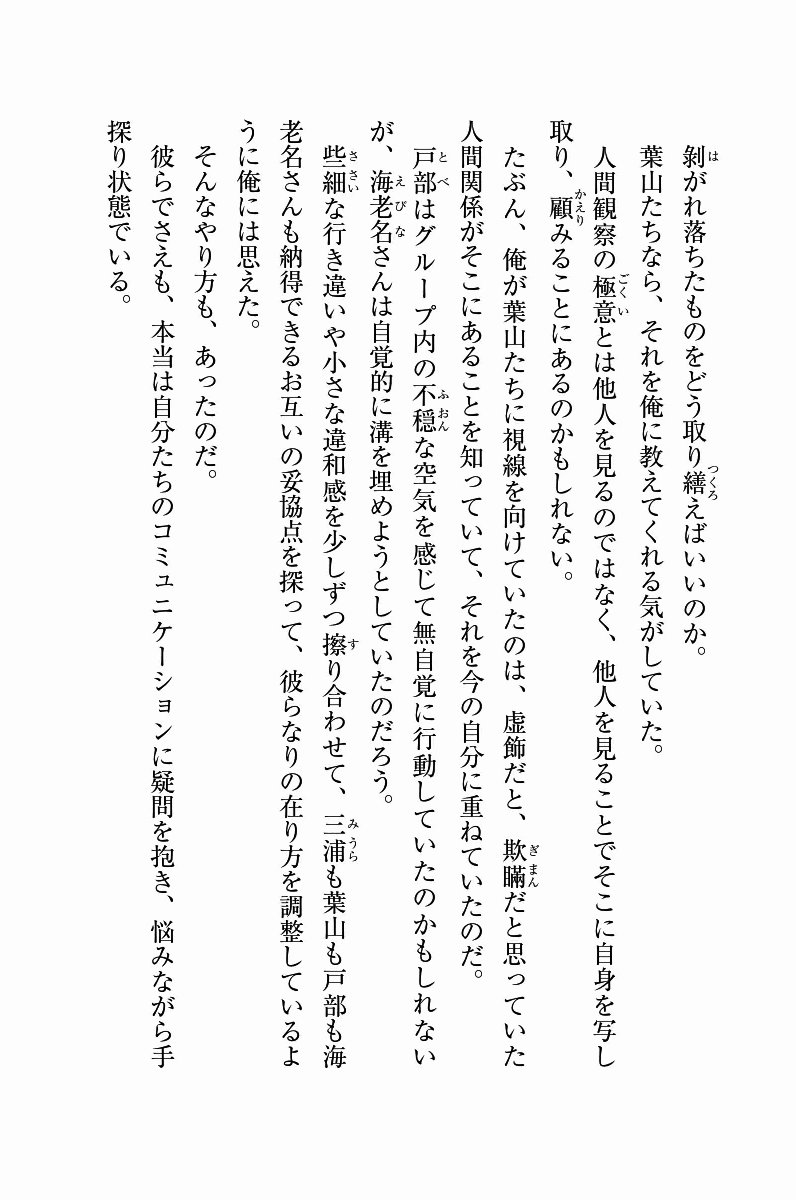 剝がれ落ちたものをどう取り繕えばいいのか。
葉山たちなら、それを俺に教えてくれる気がしていた。
人間観察の極意とは他人を見るのではなく、他人を見ることでそこに自身を写し
取り、顧みることにあるのかもしれない。
たぶん、俺が葉山たちに視線を向けていたのは、虚飾だと、欺瞞だと思っていた
人間関係がそこにあることを知っていて、それを今の自分に重ねていたのだ。
戸部はグループ内の不穏な空気を感じて無自覚に行動していたのかもしれない
が、海老名さんは自覚的に溝を埋めようとしていたのだろう。
些細な行き違いや小さな違和感を少しずつ擦り合わせて、三浦も葉山も戸部も海
老名さんも納得できるお互いの妥協点を探って、彼らなりの在り方を調整しているよ
うに俺には思えた。
そんなやり方も、あったのだ。
彼らでさえも、本当は自分たちのコミュニケーションに疑問を抱き、悩みながら手
探り状態でいる。